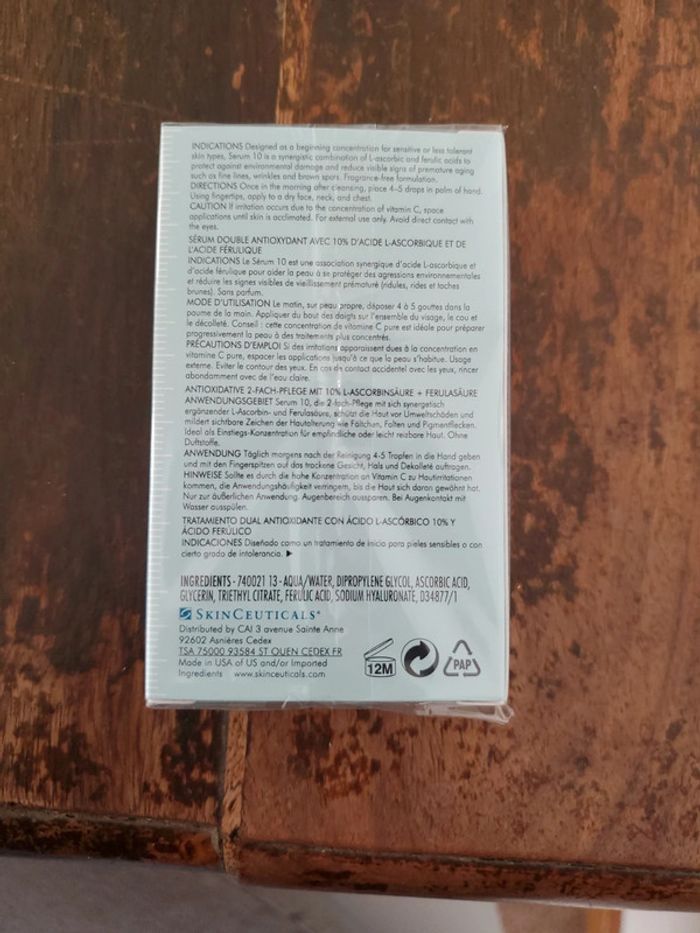 INDICATIONS Designed as a beginning concentration for sensitive or less tolerant
skin types, Serum 10 is a synergistic combination of L-ascorbic and ferulic acids to
protect against environmental damage and reduce visible signs of premature aging
such as fine lines, wrinkles and brown spots. Fragrance-free formulation.
DIRECTIONS Once in the morning after cleansing, place 4-5 drops in palm of hand.
Using fingertips, apply to a dry face, neck, and chest.
CAUTION If irritation occurs due to the concentration of vitamin C, space
applications until skin is acclimated. For external use only. Avoid direct contact with
the eyes.
SÉRUM DOUBLE ANTIOXYDANT AVEC 10% D'ACIDE L-ASCORBIQUE ET DE
L'ACIDE FÉRULIQUE
INDICATIONS Le Sérum 10 est une association synergique d'acide L-ascorbique et
d'acide férulique pour aider la peau à se protéger des agressions environnementales
et réduire les signes visibles de vieillissement prématuré (ridules, rides et taches
brunes). Sans parfum.
MODE D'UTILISATION Le matin, sur peau propre, déposer 4 à 5 gouttes dans la
paume de la main. Appliquer du bout des doigts sur l'ensemble du visage, le cou et
le décolleté. Conseil : cette concentration de vitamine C pure est idéale pour préparer
progressivement la peau à des traitements plus concentrés.
PRÉCAUTIONS D'EMPLOI Si des irritations apparaissent dues à la concentration en
vitamine C pure, espacer les applications jusqu'à ce que la peau s'habitue. Usage
externe. Eviter le contour des yeux. En cas de contact accidentel avec les yeux, rincer
abondamment avec de l'eau claire.
ANTIOXIDATIVE 2-FACH-PFLEGE MIT 10% L-ASCORBINSÄURE + FERULASÄURE
ANWENDUNGSGEBIET Serum 10, die 2-fach-Pflege mit sich synergetisch
ergänzender L-Ascorbin- und Ferulasäure, schützt die Haut vor Umweltschäden und
mildert sichtbare Zeichen der Hautalterung wie Fältchen, Falten und Pigmentflecken.
Ideal als Einstiegs-Konzentration für empfindliche oder leicht reizbare Haut. Ohne
Duftstoffe.
ANWENDUNG Täglich morgens nach der Reinigung 4-5 Tropfen in die Hand geben
und mit den Fingerspitzen auf das trockene Gesicht, Hals und Dekolleté auftragen.
HINWEISE Sollte es durch die hohe Konzentration an Vitamin C zu Hautirritationen
kommen, die Anwendungshäufigkeit verringern, bis die Haut sich daran gewöhnt hat.
Nur zur äußerlichen Anwendung. Augenbereich aussparen. Bei Augenkontakt mit
Wasser ausspülen.
TRATAMIENTO DUAL ANTIOXIDANTE CON ÁCIDO L-ASCÓRBICO 10% Y
ÁCIDO FERÚLICO
INDICACIONES Diseñado como un tratamiento de inicio para pieles sensibles o con
cierto grado de intolerancia. ▶
INGREDIENTS - 740021 13 - AQUA/WATER, DIPROPYLENE GLYCOL, ASCORBIC ACID,
GLYCERIN, TRIETHYL CITRATE, FERULIC ACID, SODIUM HYALURONATE, D34877/1
SKINCEUTICALS
Distributed by CAI 3 avenue Sainte Anne
92602 Asnières Cedex
TSA 75000 93584 ST OUEN CEDEX FR
Made in USA of US and/or Imported
Ingredients www.skinceuticals.com
12M
PAP